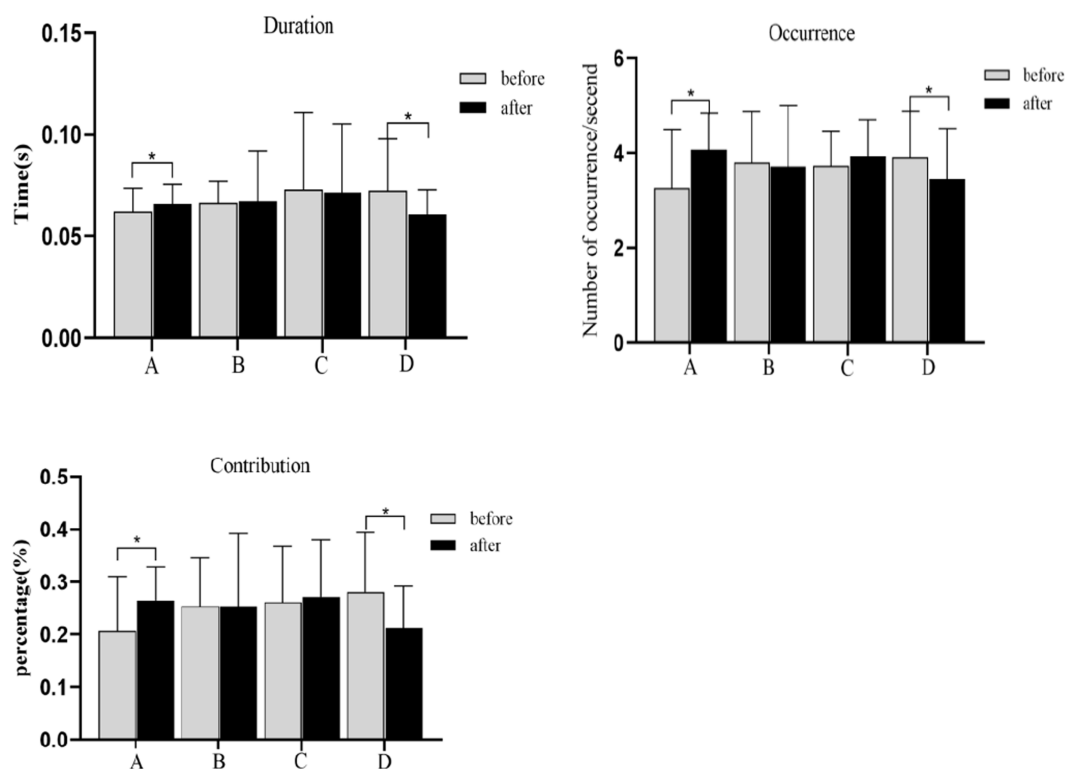 Duration
0.15
0.10
0.05
0.00
Time(s)
before
after
*
*
A B C D
Occurrence
6
4
2
0
Number of occurrence/secend
before
after
*
*
A B C D
Contribution
0.5
0.4
0.3
0.2
0.1
0.0
percentage(%)
before
after
*
*
A B C D